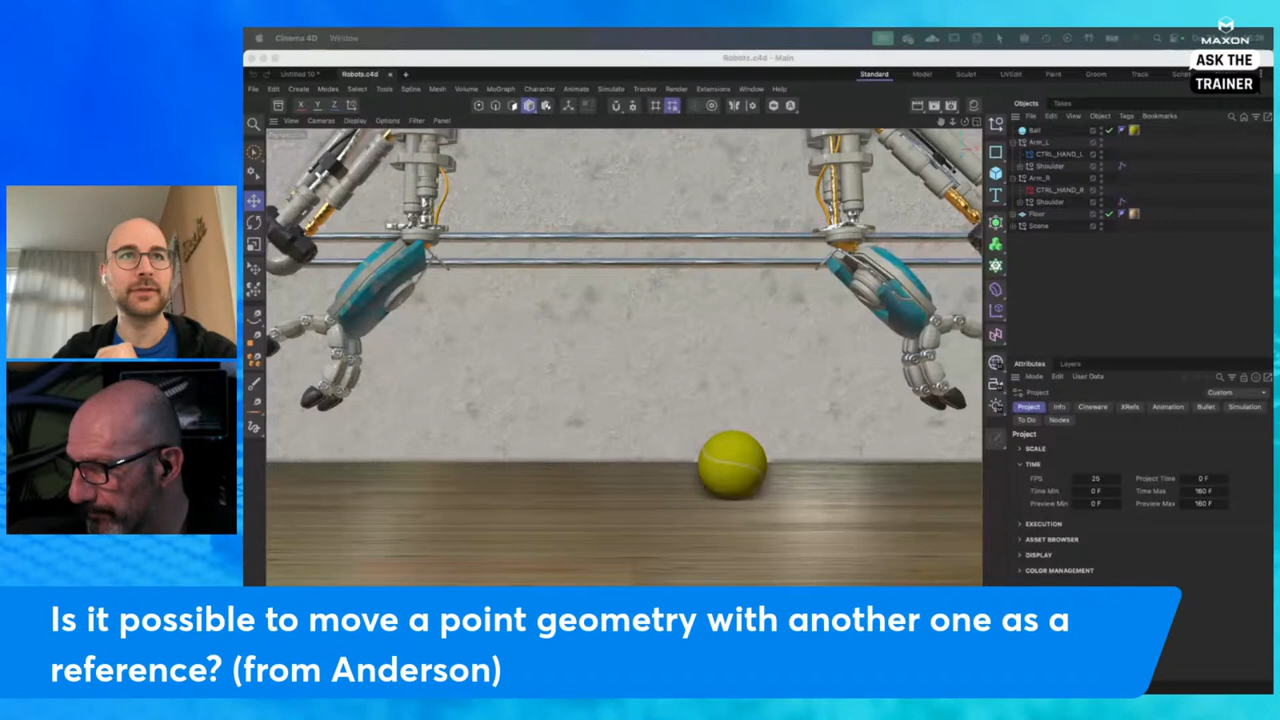 MAXON
ASK THE
TRAINER
Cinema 4D Window
Robots.c4d - Main
Untitled 10 * Robots.c4d × +
Standard Model Sculpt UVEdit Paint Groom Track
File Edit Create Modes Select Tools Spline Mesh Volume MoGraph Character Animate Simulate Tracker Render Extensions Window Help
X Y Z
View Cameras Display Options Filter Panel
Objects Takes
File Edit View Object Tags Bookmarks
Ball
Arm_L
CTRL_HAND_L
Shoulder
Arm_R
CTRL_HAND_R
Shoulder
Floor
Scene
Attributes Layers
Mode Edit User Data
Project Custom
Project Info Cineware XRefs Animation Bullet Simulation
To Do Nodes
Project
SCALE
TIME
FPS 25 Project Time 0 F
Time Min 0 F Time Max 160 F
Preview Min 0 F Preview Max 160 F
EXECUTION
ASSET BROWSER
DISPLAY
COLOR MANAGEMENT
Is it possible to move a point geometry with another one as a
reference? (from Anderson)